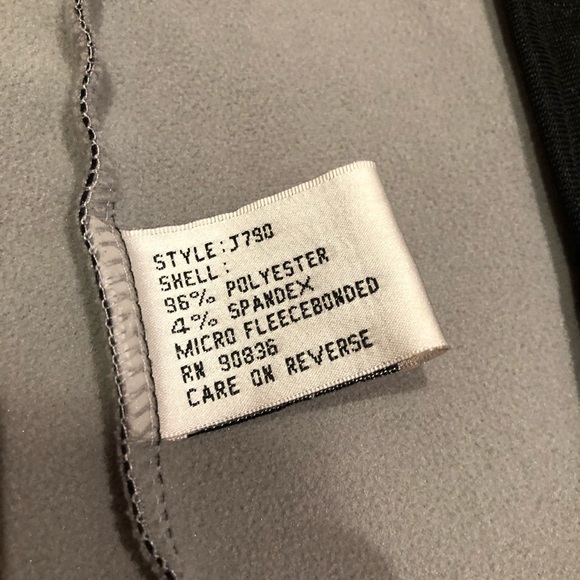 STYLE:J790
SHELL:
96% POLYESTER
4% SPANDEX
MICRO FLEECEBONDED
RN 90836
CARE ON REVERSE